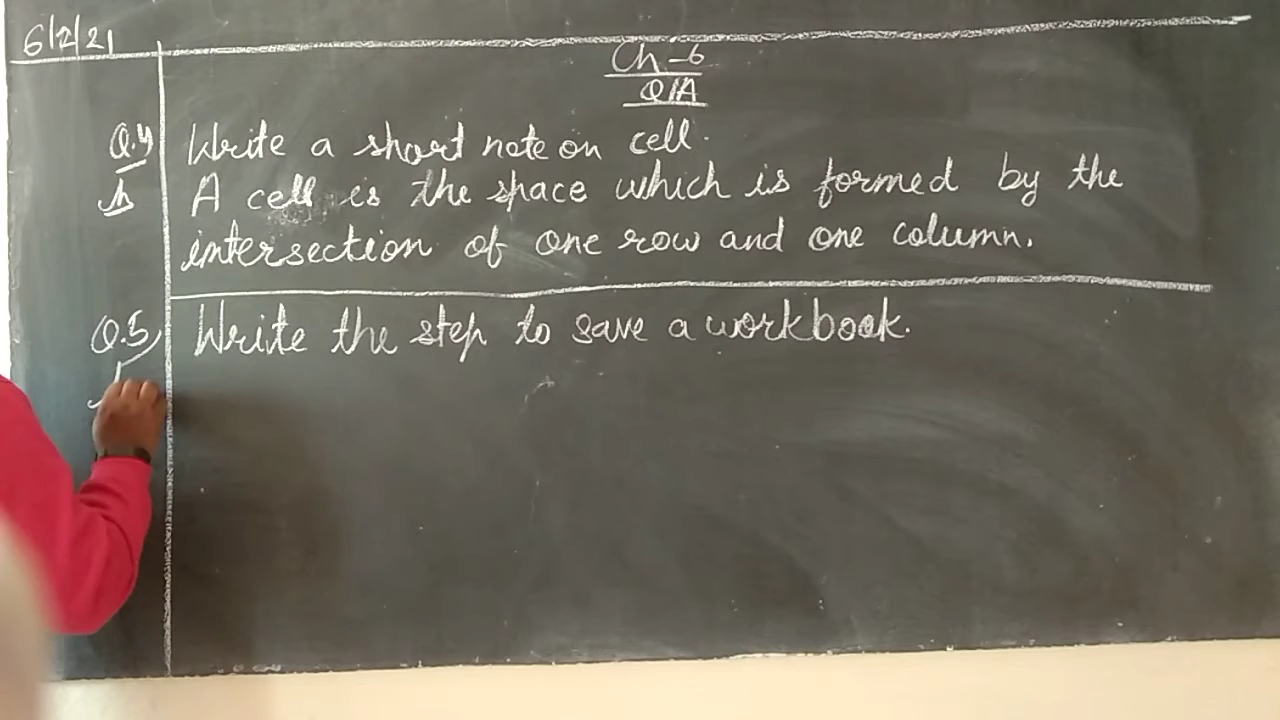 6/2/21
Ch-6
Q/A
Q.4 Write a short note on cell.
A cell is the space which is formed by the
intersection of one row and one column.
Q.5 Write the step to save a workbook.